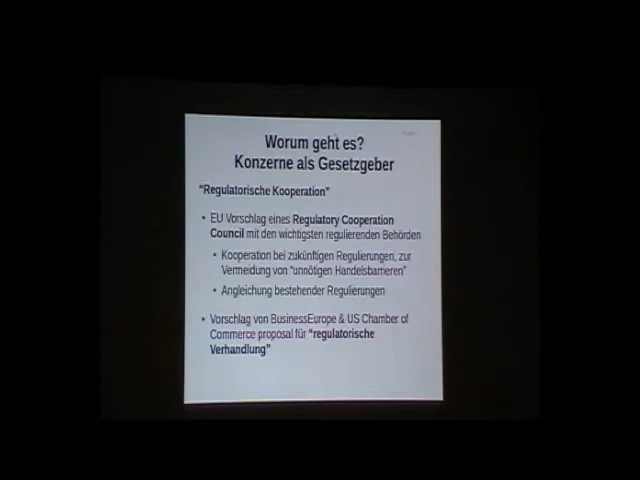 Worum geht es?
Konzerne als Gesetzgeber
"Regulatorische Kooperation"
• EU Vorschlag eines Regulatory Cooperation
Council mit den wichtigsten regulierenden Behörden
• Kooperation bei zukünftigen Regulierungen, zur
Vermeidung von "unnötigen Handelsbarrieren"
• Angleichung bestehender Regulierungen
• Vorschlag von BusinessEurope & US Chamber of
Commerce proposal für "regulatorische
Verhandlung"